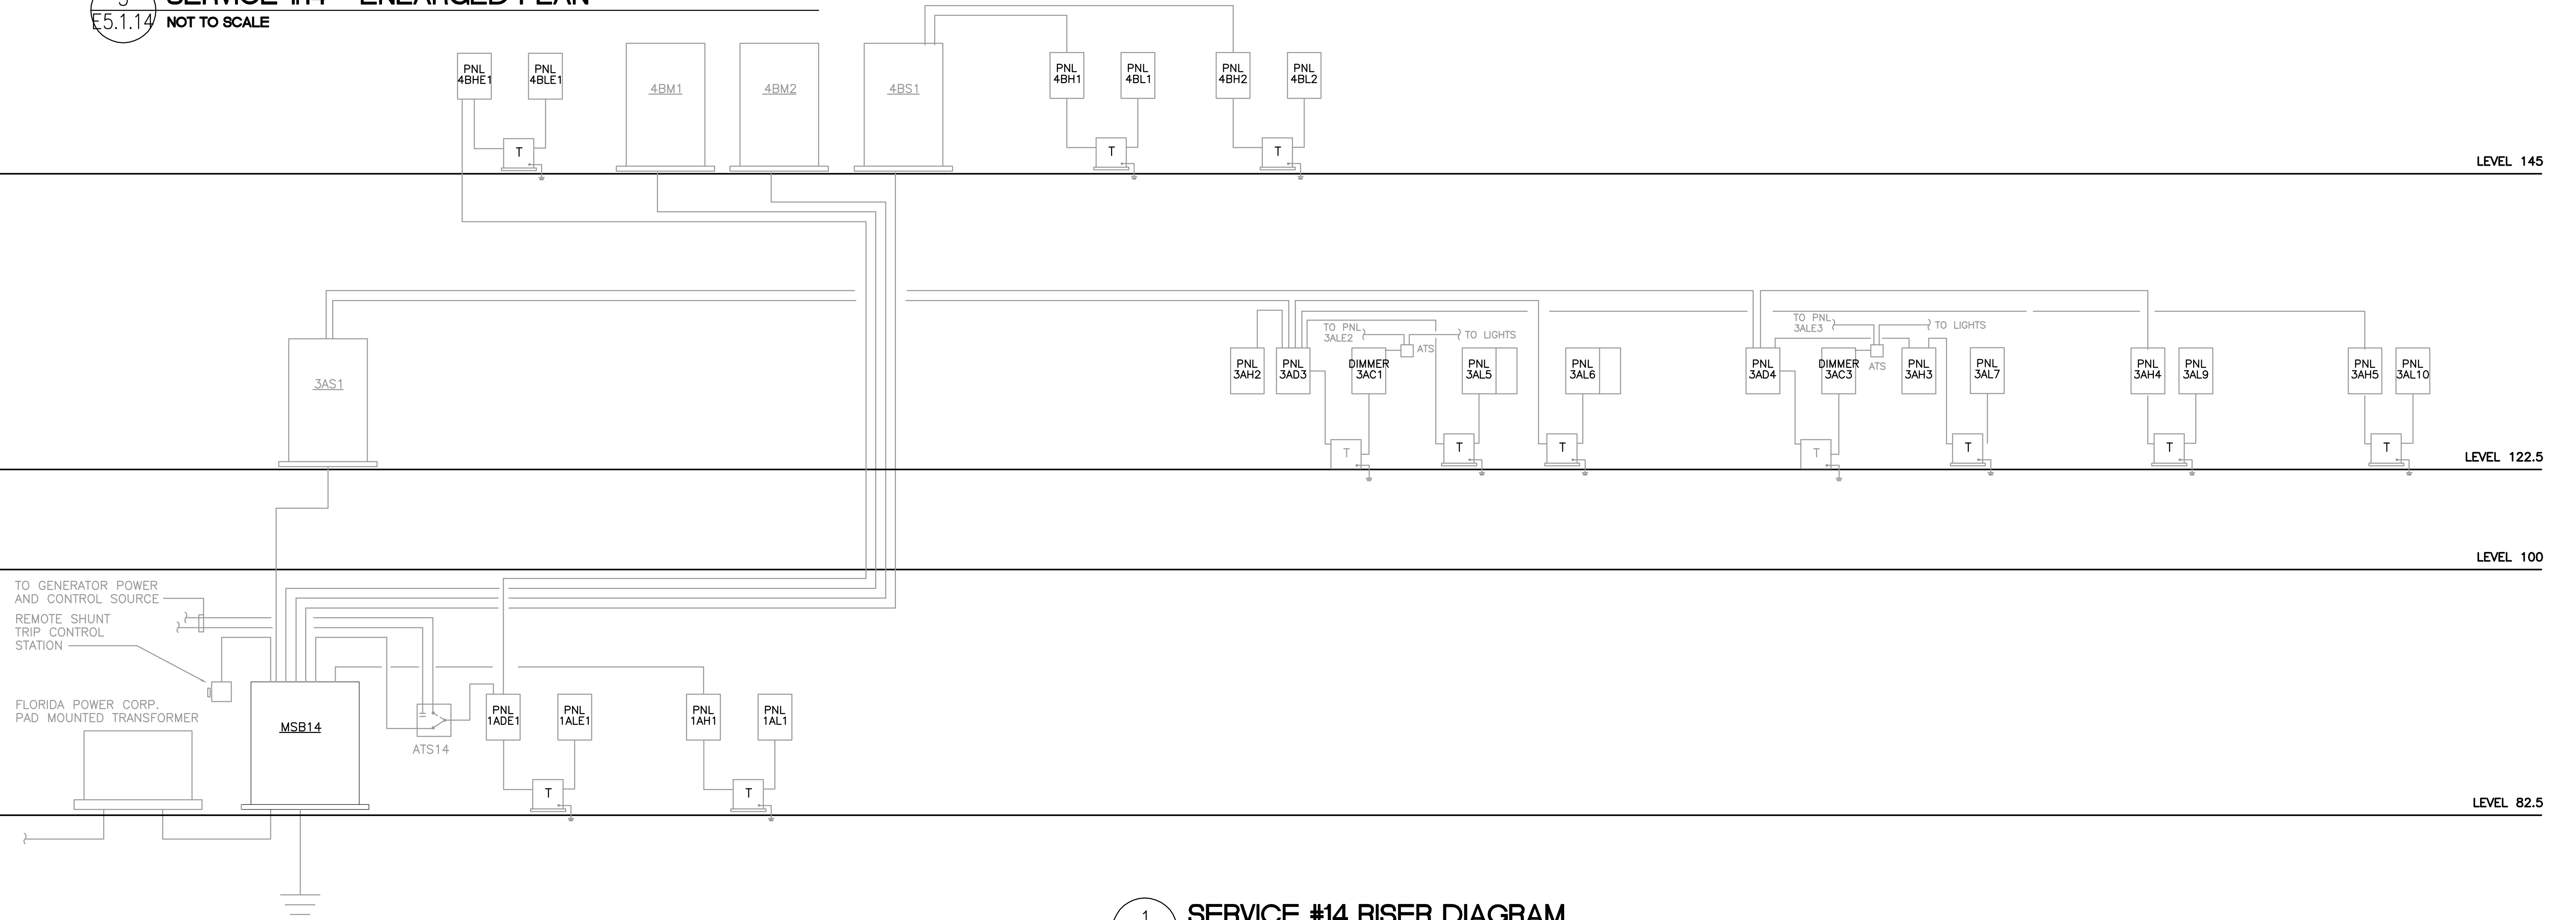 SERVICE #14 - ENLARGED PLAN
E5.1.14
NOT TO SCALE
PNL
4BHE1
PNL
4BLE1
4BM1
4BM2
4BS1
PNL
4BH1
PNL
4BL1
PNL
4BH2
PNL
4BL2
T
T
T
LEVEL 145
3AS1
TO PNL
3ALE2
TO LIGHTS
ATS
PNL
3AH2
PNL
3AD3
DIMMER
3AC1
PNL
3AL5
PNL
3AL6
TO PNL
3ALE3
TO LIGHTS
ATS
PNL
3AD4
DIMMER
3AC3
PNL
3AH3
PNL
3AL7
PNL
3AH4
PNL
3AL9
PNL
3AH5
PNL
3AL10
T
T
T
T
T
T
T
LEVEL 122.5
LEVEL 100
TO GENERATOR POWER
AND CONTROL SOURCE
REMOTE SHUNT
TRIP CONTROL
STATION
FLORIDA POWER CORP.
PAD MOUNTED TRANSFORMER
MSB14
ATS14
PNL
1ADE1
PNL
1ALE1
PNL
1AH1
PNL
1AL1
T
T
LEVEL 82.5
1
SERVICE #14 RISER DIAGRAM